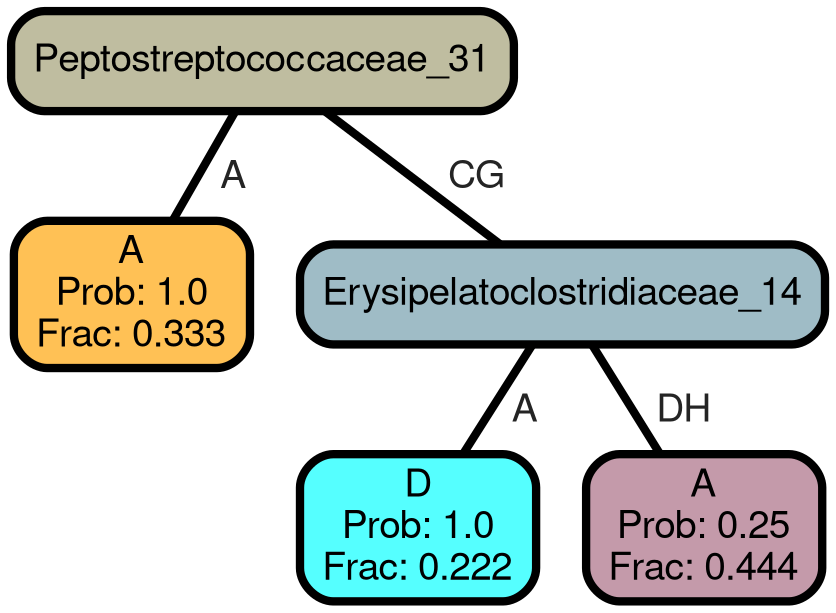 Peptostreptococcaceae_31
A
CG
A
Prob: 1.0
Frac: 0.333
Erysipelatoclostridiaceae_14
A
DH
D
Prob: 1.0
Frac: 0.222
A
Prob: 0.25
Frac: 0.444